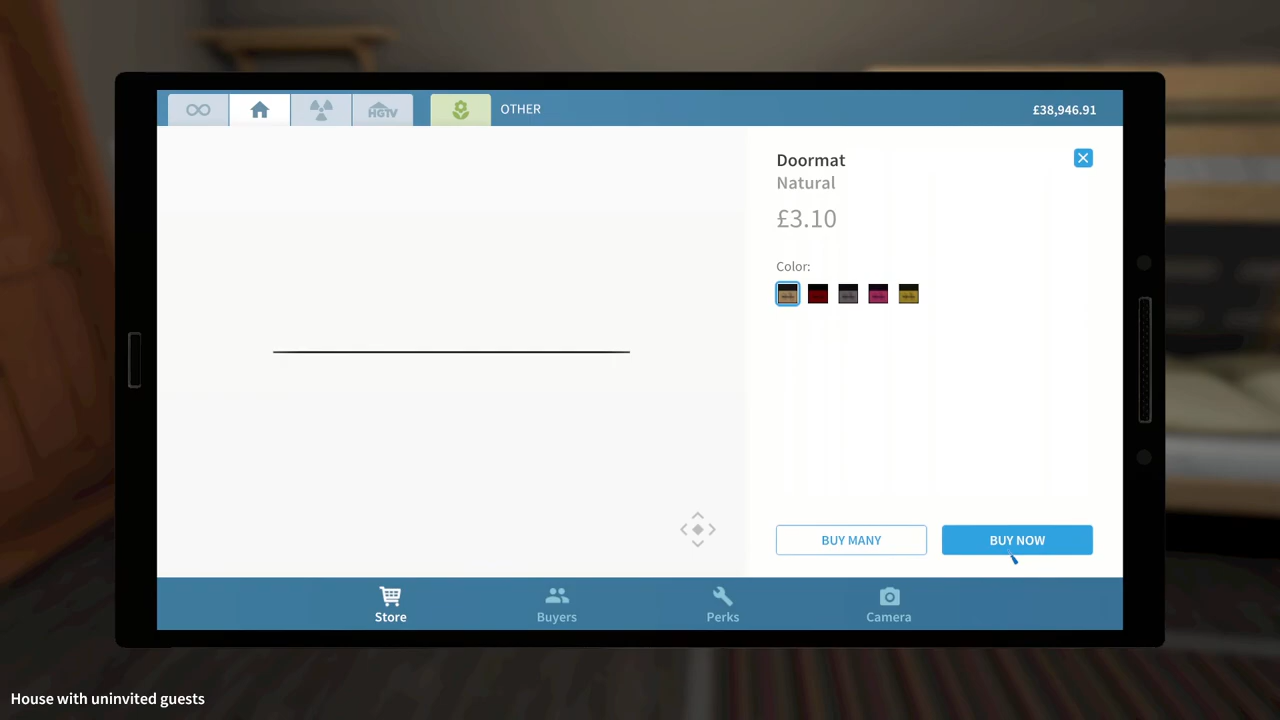 HGTV
OTHER
£38,946.91
Doormat
Natural
£3.10
Color:
BUY MANY
BUY NOW
Store
Buyers
Perks
Camera
House with uninvited guests